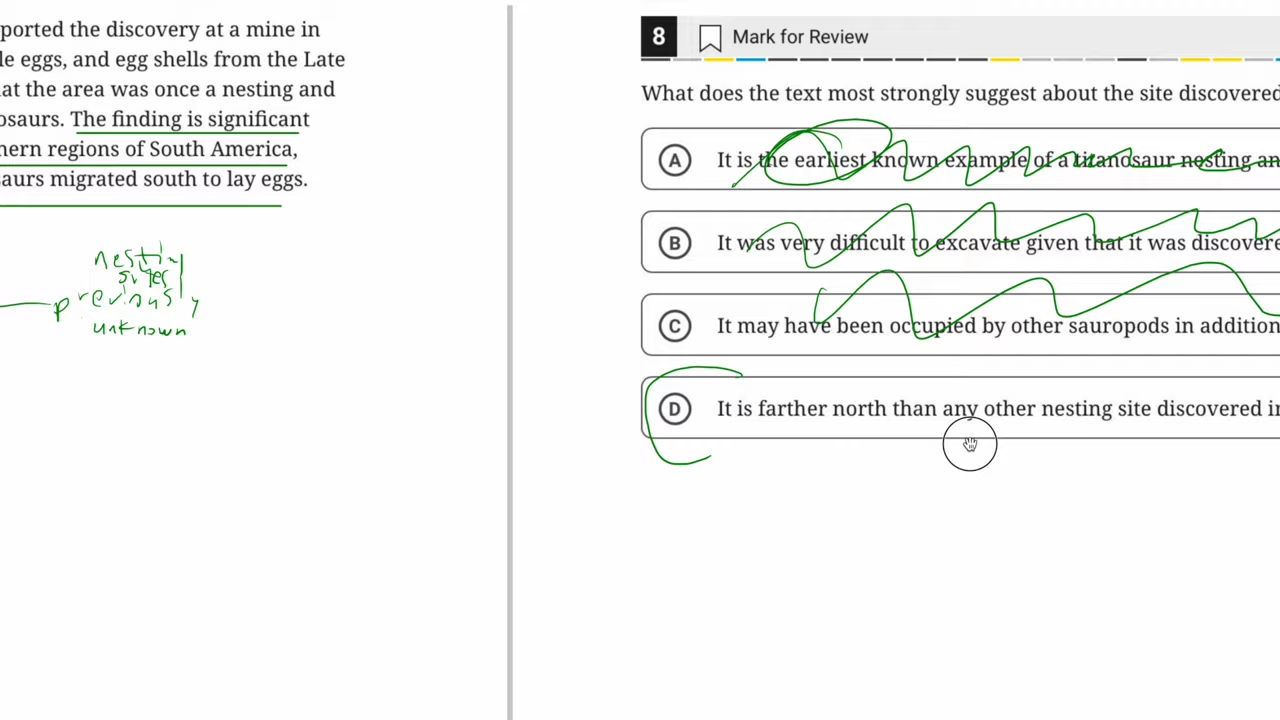 ported the discovery at a mine in
le eggs, and egg shells from the Late
at the area was once a nesting and
osaurs. The finding is significant
hern regions of South America,
aurs migrated south to lay eggs.
nesting
sites
previously
unknown
8 Mark for Review
What does the text most strongly suggest about the site discovered
A It is the earliest known example of a titanosaur nesting an
B It was very difficult to excavate given that it was discovere
C It may have been occupied by other sauropods in addition
D It is farther north than any other nesting site discovered in